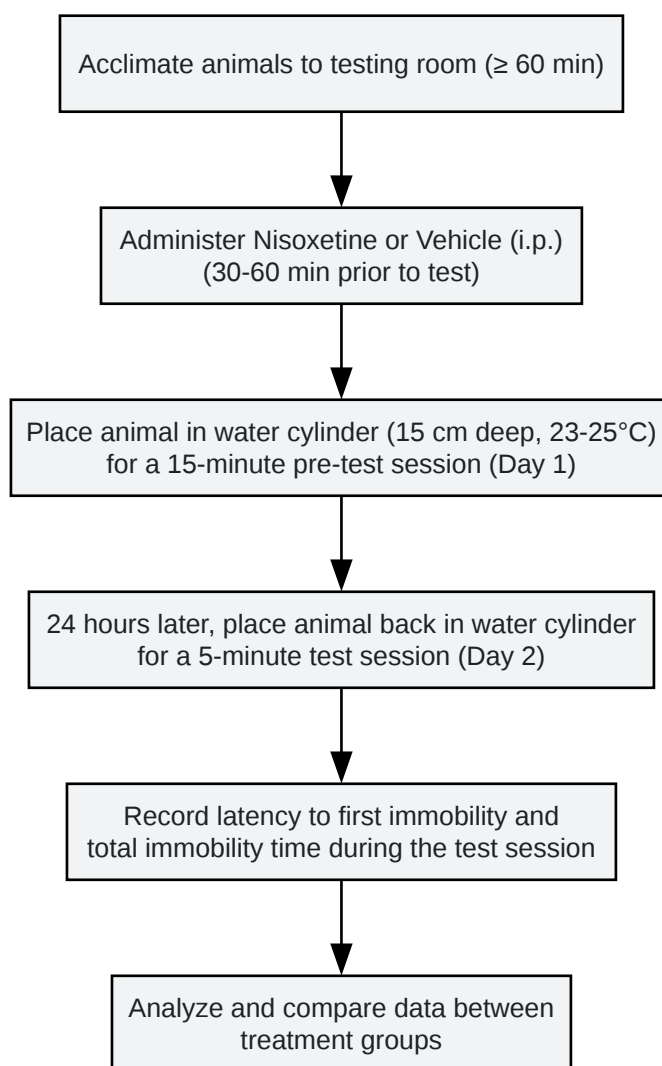 Acclimate animals to testing room (≥ 60 min)
Administer Nisoxetine or Vehicle (i.p.)
(30-60 min prior to test)
Place animal in water cylinder (15 cm deep, 23-25°C)
for a 15-minute pre-test session (Day 1)
24 hours later, place animal back in water cylinder
for a 5-minute test session (Day 2)
Record latency to first immobility and
total immobility time during the test session
Analyze and compare data between
treatment groups